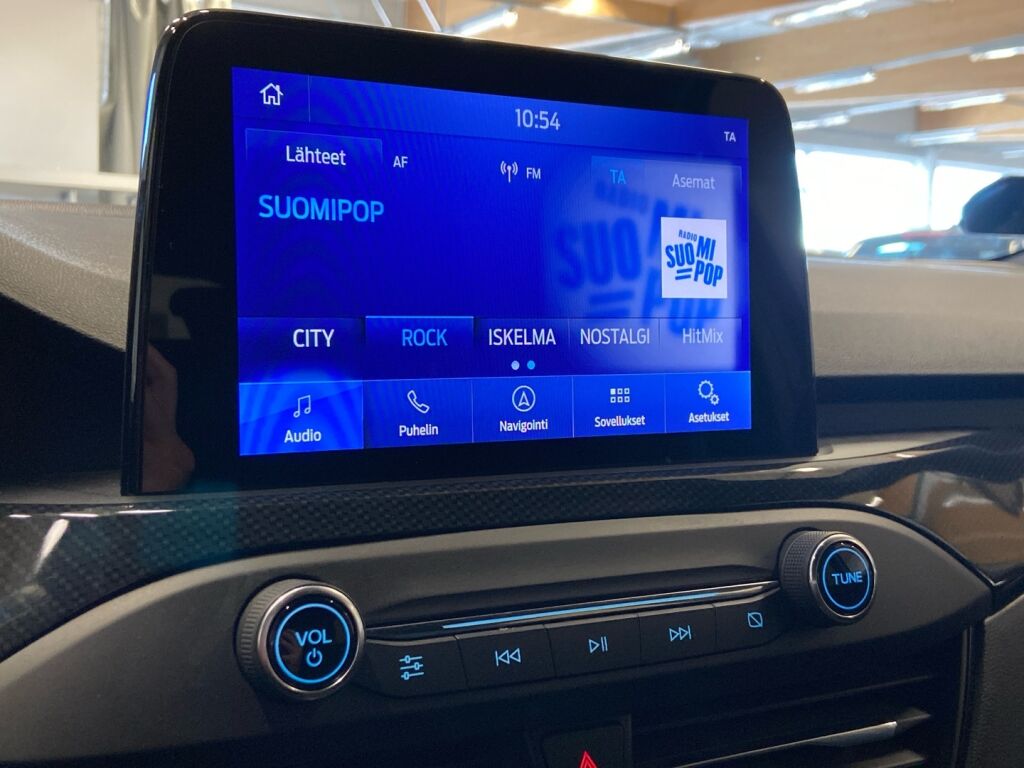 10:54
TA
Lähteet
AF
FM
TA
Asemat
SUOMIPOP
RADIO
SUOMI
POP
CITY
ROCK
ISKELMA
NOSTALGI
HitMix
Audio
Puhelin
Navigointi
Sovellukset
Asetukset
VOL
TUNE